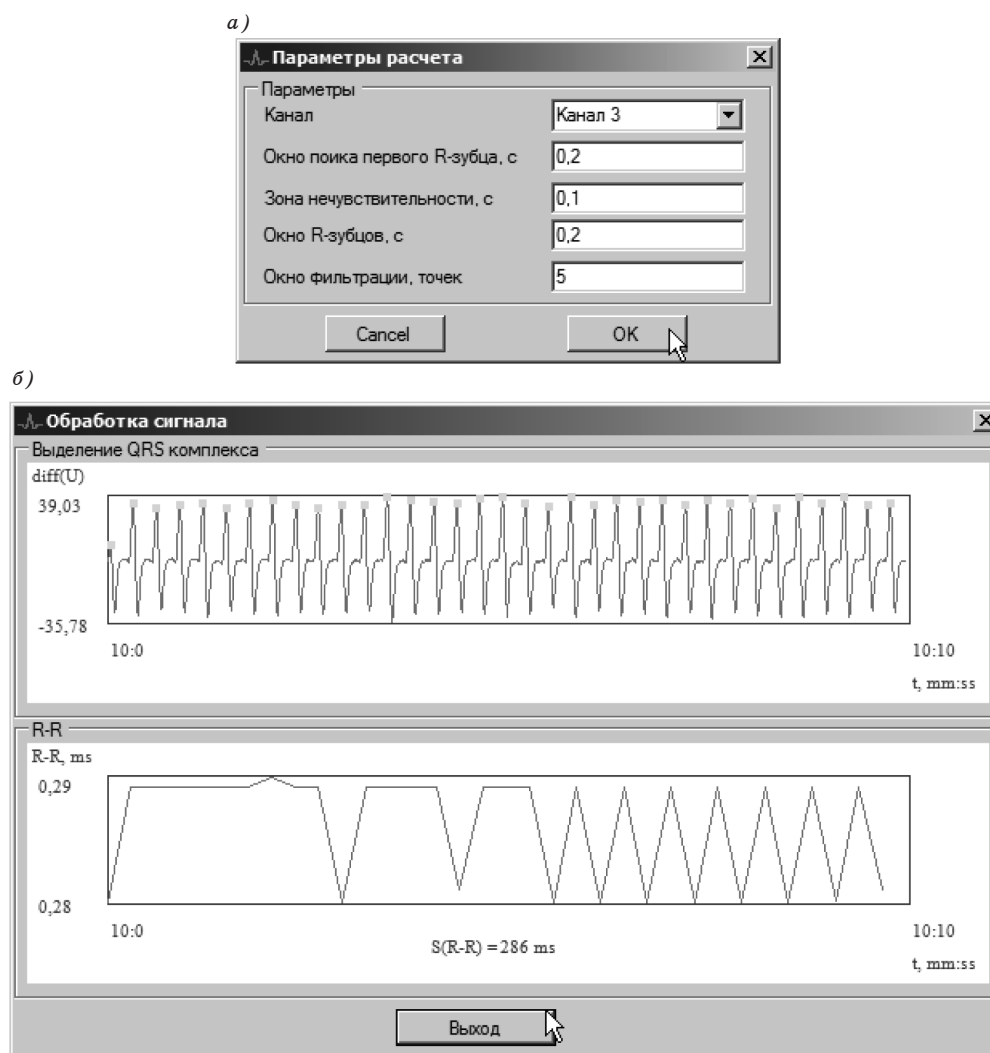 а)
Параметры расчета
Параметры
Канал
Канал 3
Окно поика первого R-зубца, с
0,2
Зона нечувствительности, с
0,1
Окно R-зубцов, с
0,2
Окно фильтрации, точек
5
Cancel
OK
б)
Обработка сигнала
Выделение QRS комплекса
diff(U)
39,03
-35,78
10:0
10:10
t, mm:ss
R-R
R-R, ms
0,29
0,28
10:0
10:10
S(R-R) = 286 ms
t, mm:ss
Выход